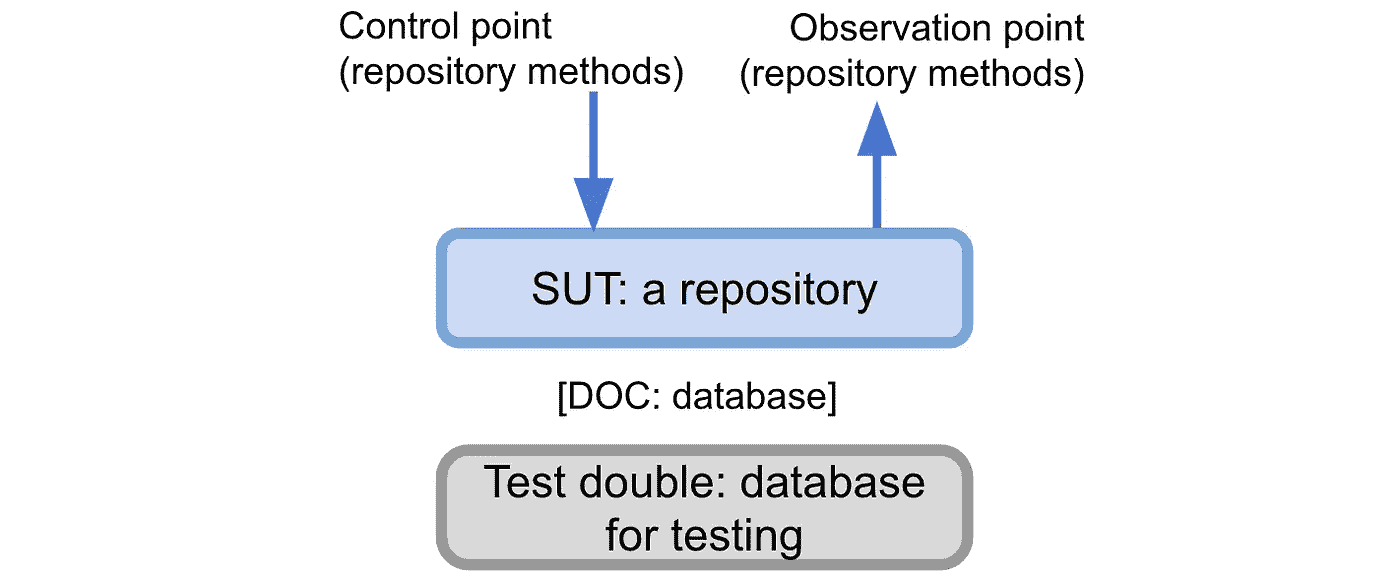 Control point
(repository methods)
Observation point
(repository methods)
SUT: a repository
[DOC: database]
Test double: database
for testing